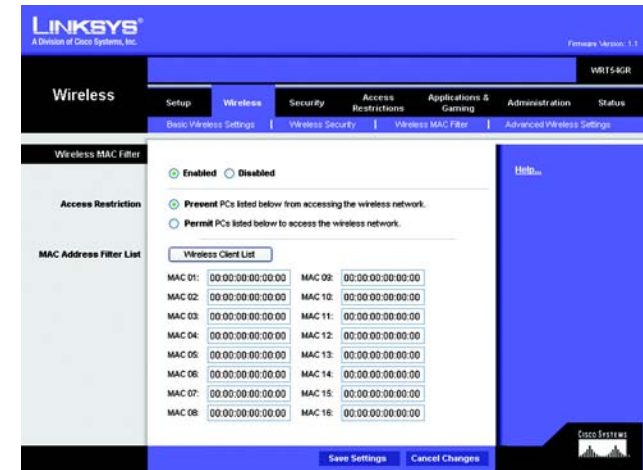 LINKSYS®
A Division of Cisco Systems, Inc.
Firmware Version: 1.1
WRT54GR
Wireless
Setup Wireless Security Access Restrictions Applications & Gaming Administration Status
Basic Wireless Settings | Wireless Security | Wireless MAC Filter | Advanced Wireless Settings
Wireless MAC Filter
Enabled Disabled
Help...
Access Restriction
Prevent PCs listed below from accessing the wireless network.
Permit PCs listed below to access the wireless network.
MAC Address Filter List
Wireless Client List
MAC 01: 00:00:00:00:00:00 MAC 09: 00:00:00:00:00:00
MAC 02: 00:00:00:00:00:00 MAC 10: 00:00:00:00:00:00
MAC 03: 00:00:00:00:00:00 MAC 11: 00:00:00:00:00:00
MAC 04: 00:00:00:00:00:00 MAC 12: 00:00:00:00:00:00
MAC 05: 00:00:00:00:00:00 MAC 13: 00:00:00:00:00:00
MAC 06: 00:00:00:00:00:00 MAC 14: 00:00:00:00:00:00
MAC 07: 00:00:00:00:00:00 MAC 15: 00:00:00:00:00:00
MAC 08: 00:00:00:00:00:00 MAC 16: 00:00:00:00:00:00
Save Settings Cancel Changes
CISCO SYSTEMS